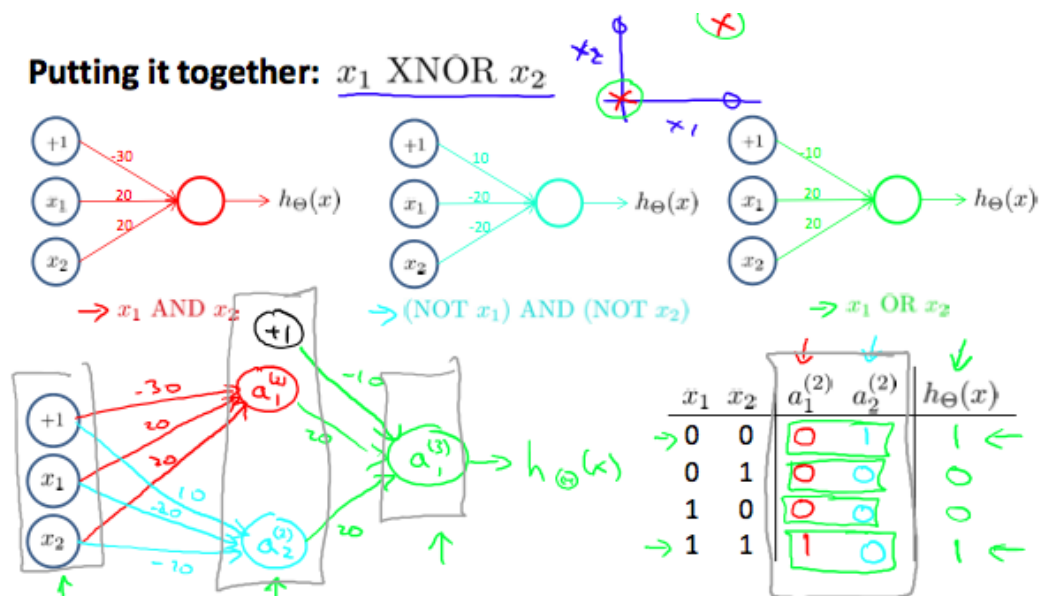 Putting it together: x₁ XNOR x₂
x2
x1
+1
x₁
x₂
-30
20
20
hΘ(x)
→ x₁ AND x₂
+1
x₁
x₂
10
-20
-20
hΘ(x)
→ (NOT x₁) AND (NOT x₂)
+1
x₁
x₂
-10
20
20
hΘ(x)
→ x₁ OR x₂
+1
x₁
x₂
-30
20
20
10
-20
-20
+1
a₁
a₂
-10
20
20
a₁⁽³⁾
→ hΘ(x)
x₁ x₂ a₁⁽²⁾ a₂⁽²⁾ hΘ(x)
→ 0 0 0 1 1 ←
0 1 0 0 0
1 0 0 0 0
→ 1 1 1 0 1 ←